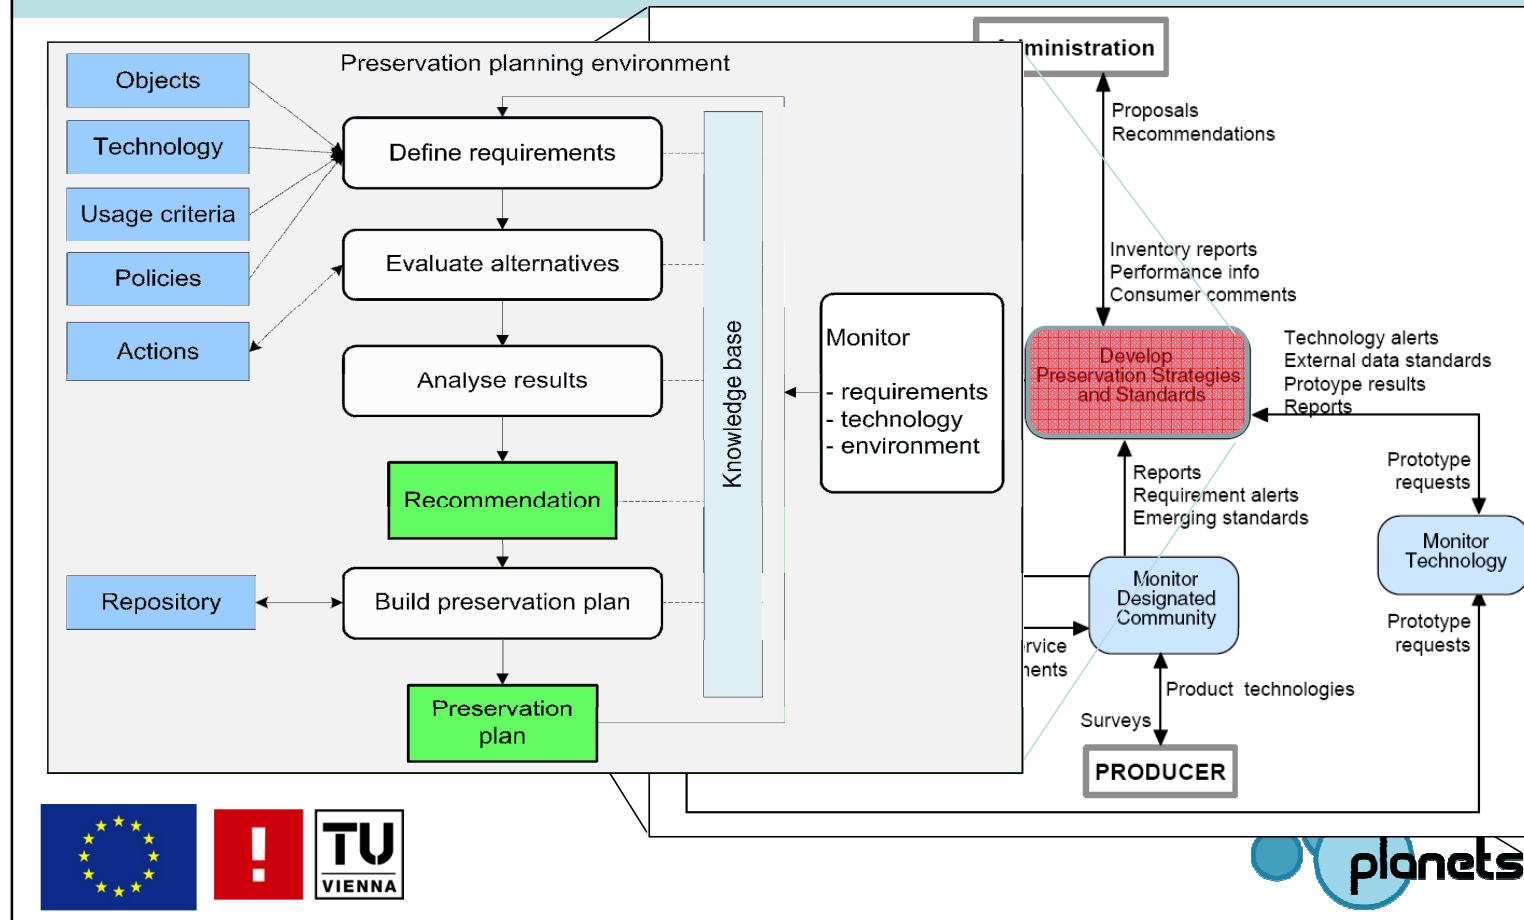 Preservation planning environment
Objects
Technology
Usage criteria
Policies
Actions
Repository
Define requirements
Evaluate alternatives
Analyse results
Recommendation
Build preservation plan
Preservation
plan
Knowledge base
Monitor
- requirements
- technology
- environment
ministration
Proposals
Recommendations
Inventory reports
Performance info
Consumer comments
Develop
Preservation Strategies
and Standards
Technology alerts
External data standards
Protoype results
Reports
Prototype
requests
Monitor
Technology
Prototype
requests
Reports
Requirement alerts
Emerging standards
Monitor
Designated
Community
Product technologies
Surveys
PRODUCER
!
TU
VIENNA
planets